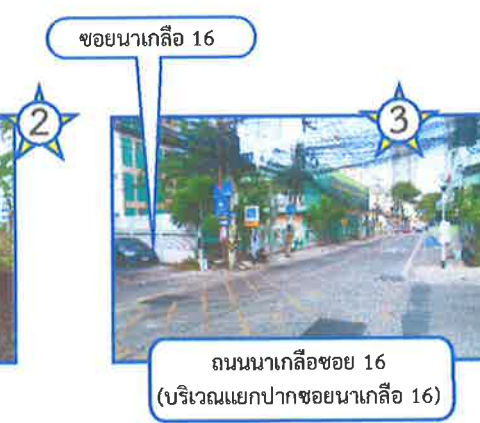 ซอยนาเกลือ 16
2
3
ถนนนาเกลือซอย 16
(บริเวณแยกปากซอยนาเกลือ 16)